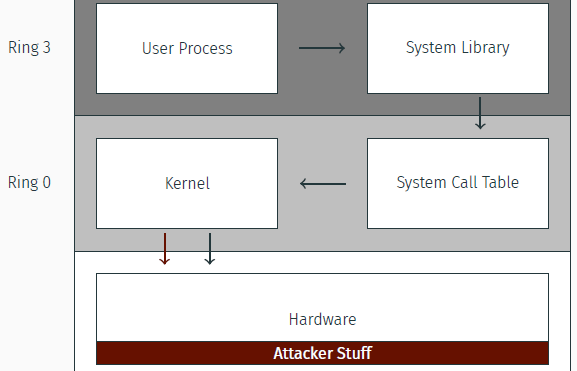 Ring 3
User Process
System Library
Ring 0
Kernel
System Call Table
Hardware
Attacker Stuff